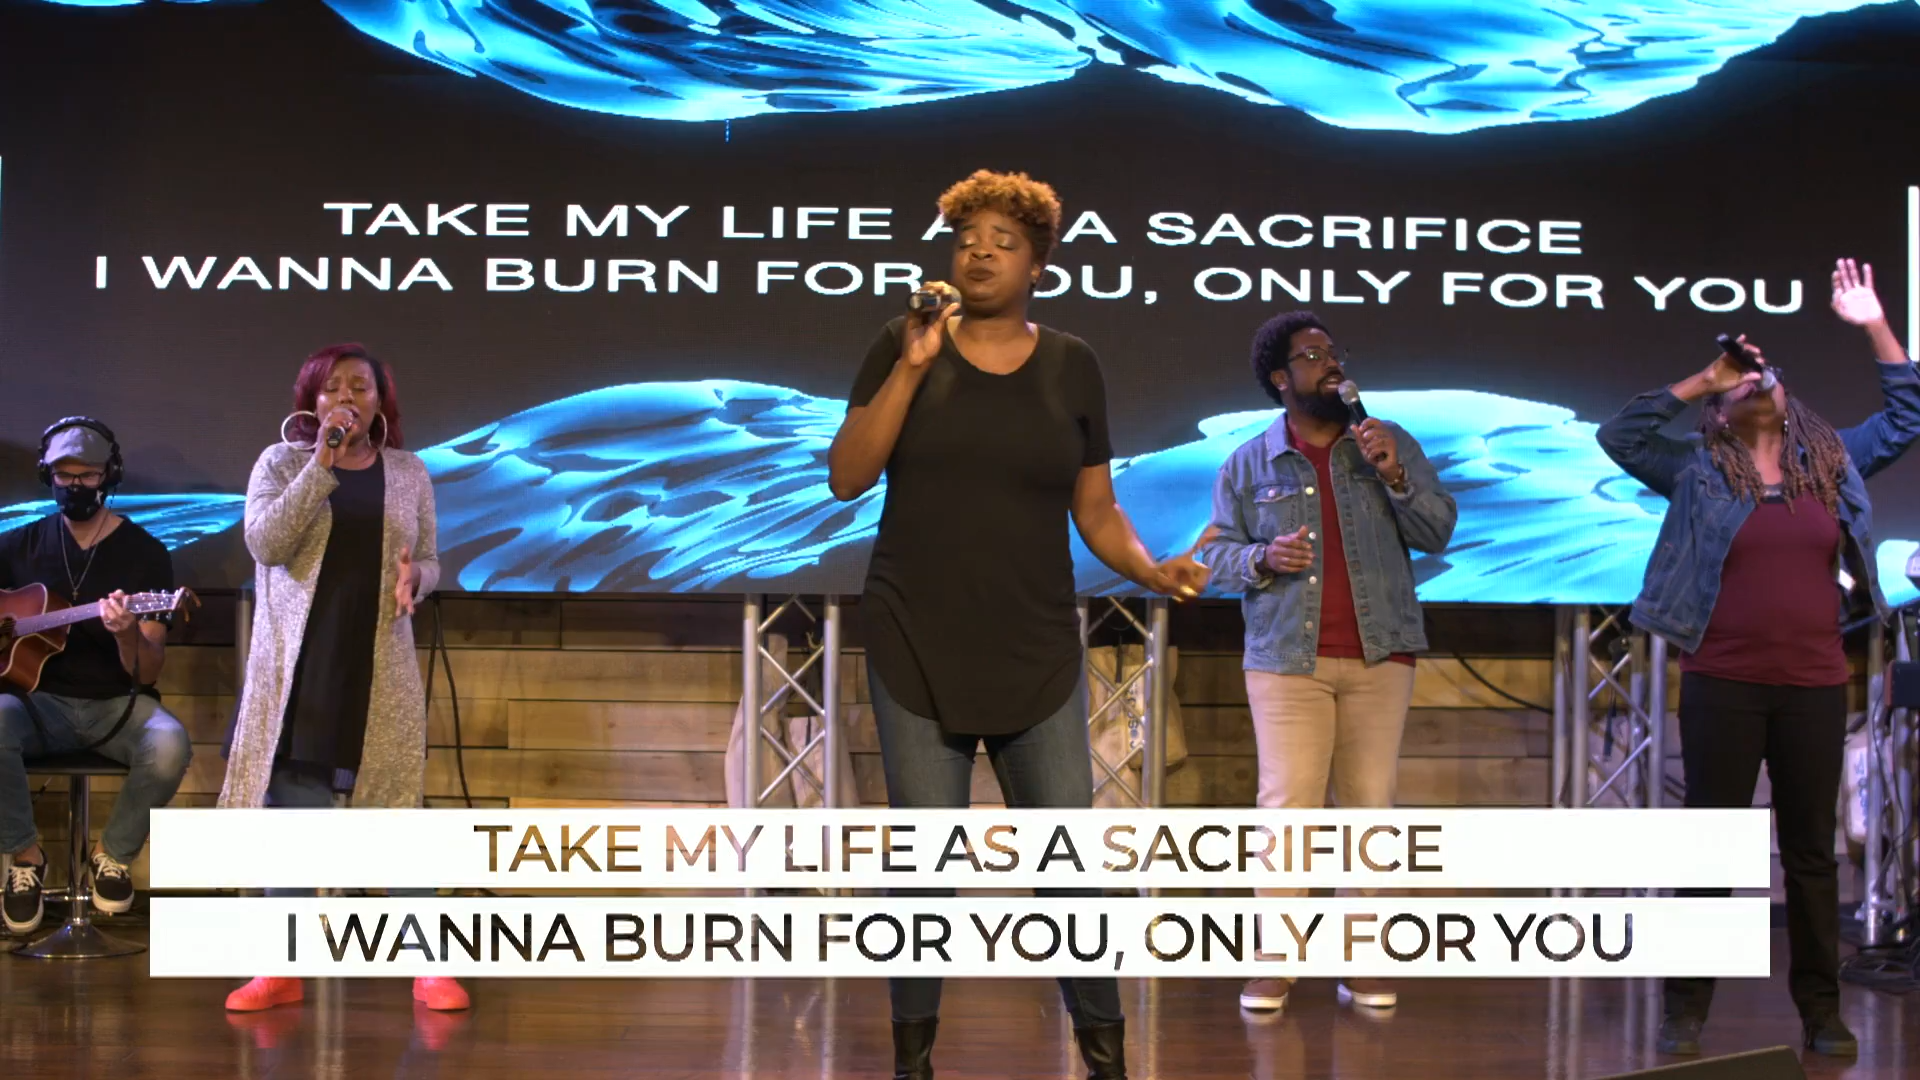 TAKE MY LIFE A A SACRIFICE
I WANNA BURN FOR OU, ONLY FOR YOU
TAKE MY LIFE AS A SACRIFICE
I WANNA BURN FOR YOU, ONLY FOR YOU